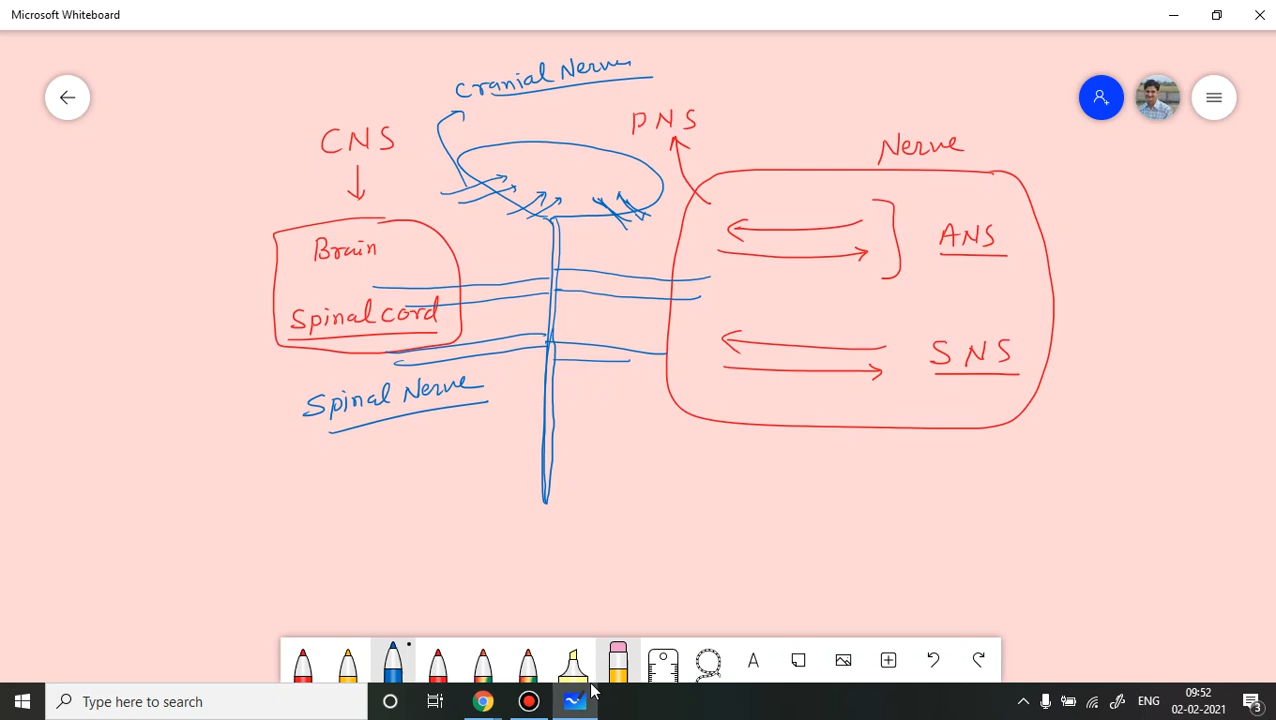 Microsoft Whiteboard
Cranial Nerve
CNS
PNS
Nerve
Brain
Spinal cord
ANS
SNS
Spinal Nerve
Type here to search
ENG
09:52
02-02-2021
3